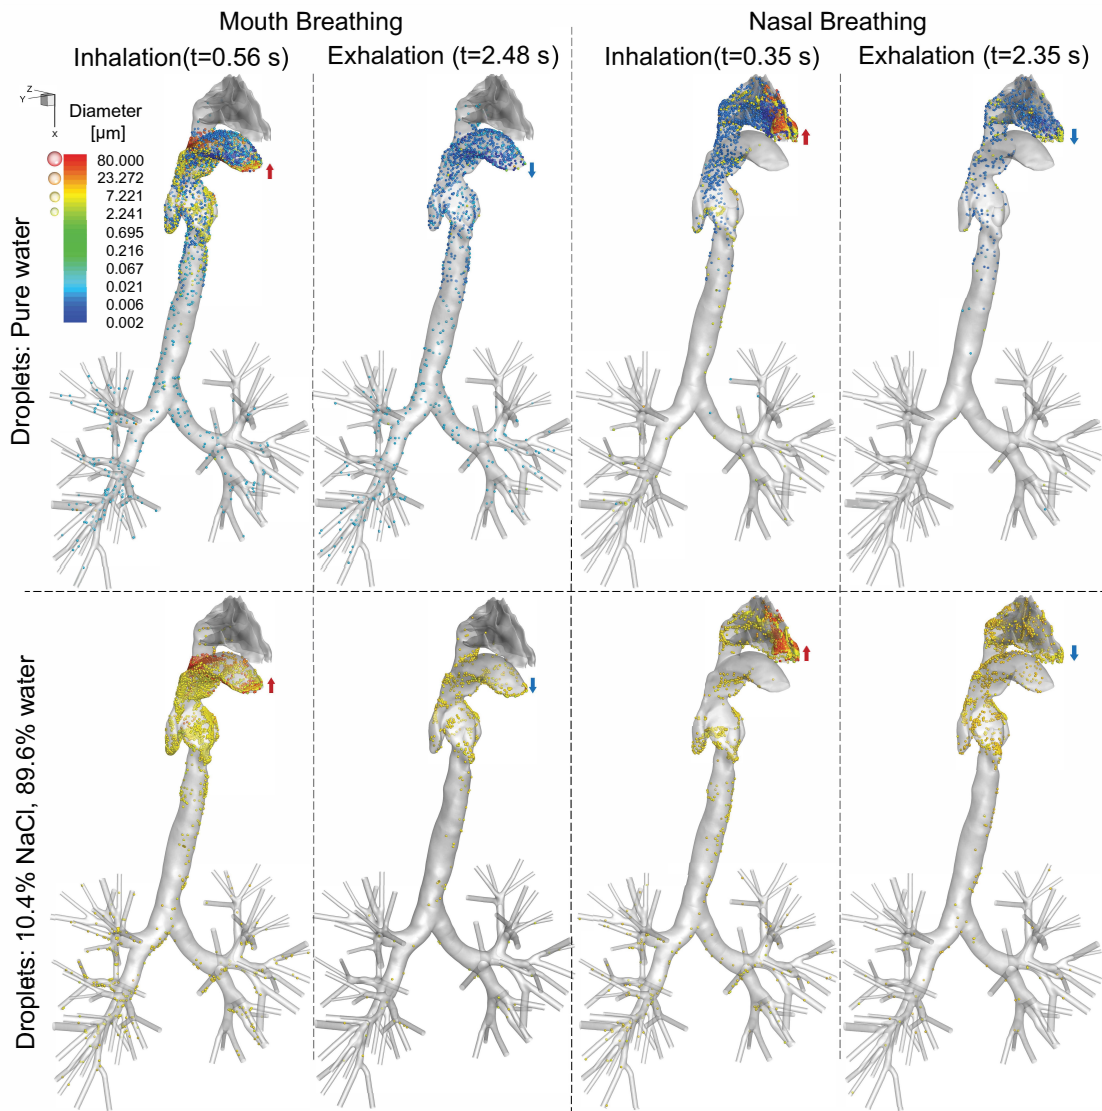 Mouth Breathing
Nasal Breathing
Inhalation(t=0.56 s)
Exhalation (t=2.48 s)
Inhalation(t=0.35 s)
Exhalation (t=2.35 s)
Z
Y
X
Diameter
[µm]
80.000
23.272
7.221
2.241
0.695
0.216
0.067
0.021
0.006
0.002
Droplets: Pure water
Droplets: 10.4% NaCl, 89.6% water